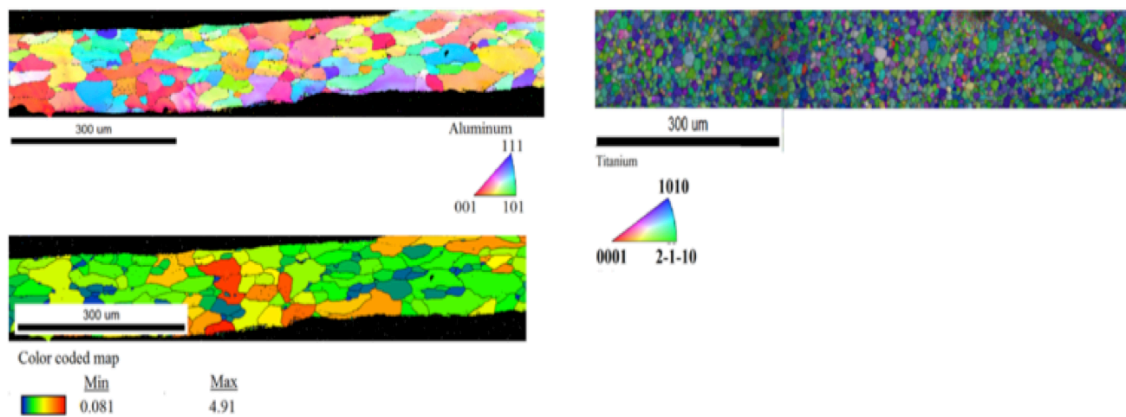 300 um
Aluminum
111
001 101
300 um
Color coded map
Min Max
0.081 4.91
300 um
Titanium
1010
0001 2-1-10